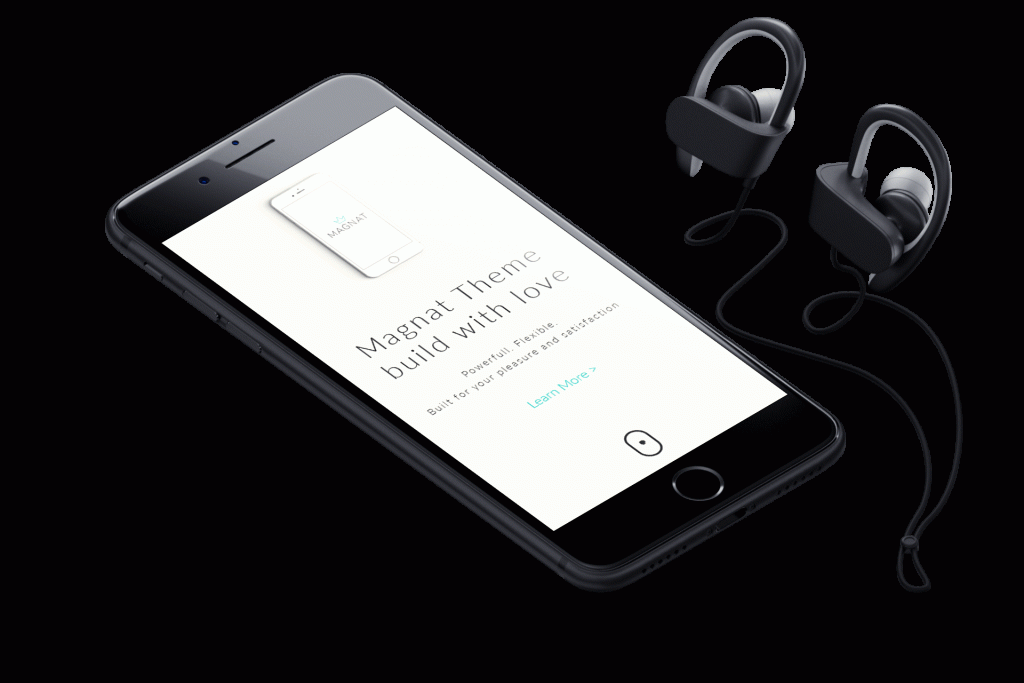 MAGNAT
Magnat Theme
build with love
Powerfull. Flexible.
Built for your pleasure and satisfaction
Learn More >